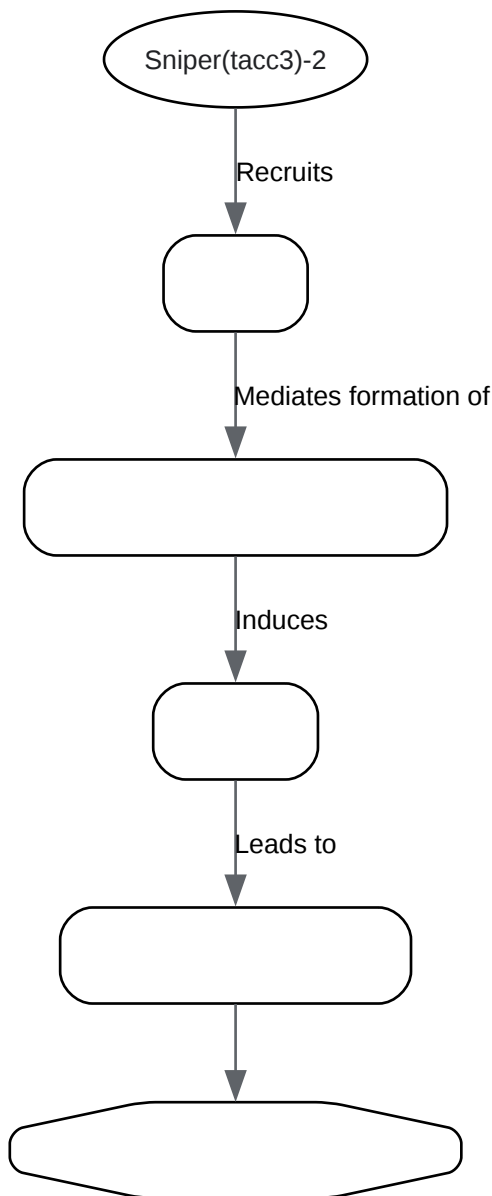 Sniper(tacc3)-2
Recruits
Mediates formation of
Induces
Leads to